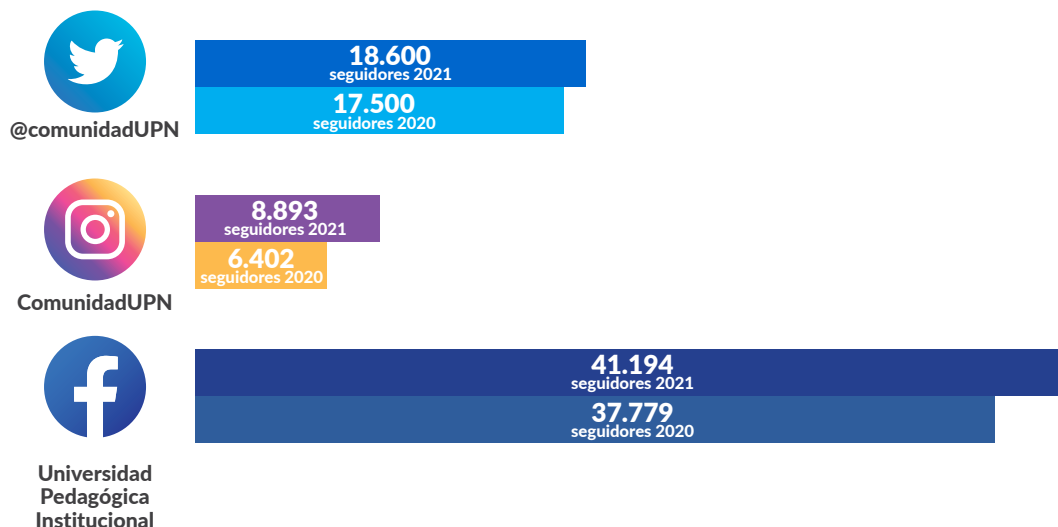 18.600
seguidores 2021
17.500
seguidores 2020
@comunidadUPN
8.893
seguidores 2021
6.402
seguidores 2020
ComunidadUPN
41.194
seguidores 2021
37.779
seguidores 2020
Universidad
Pedagógica
Institucional